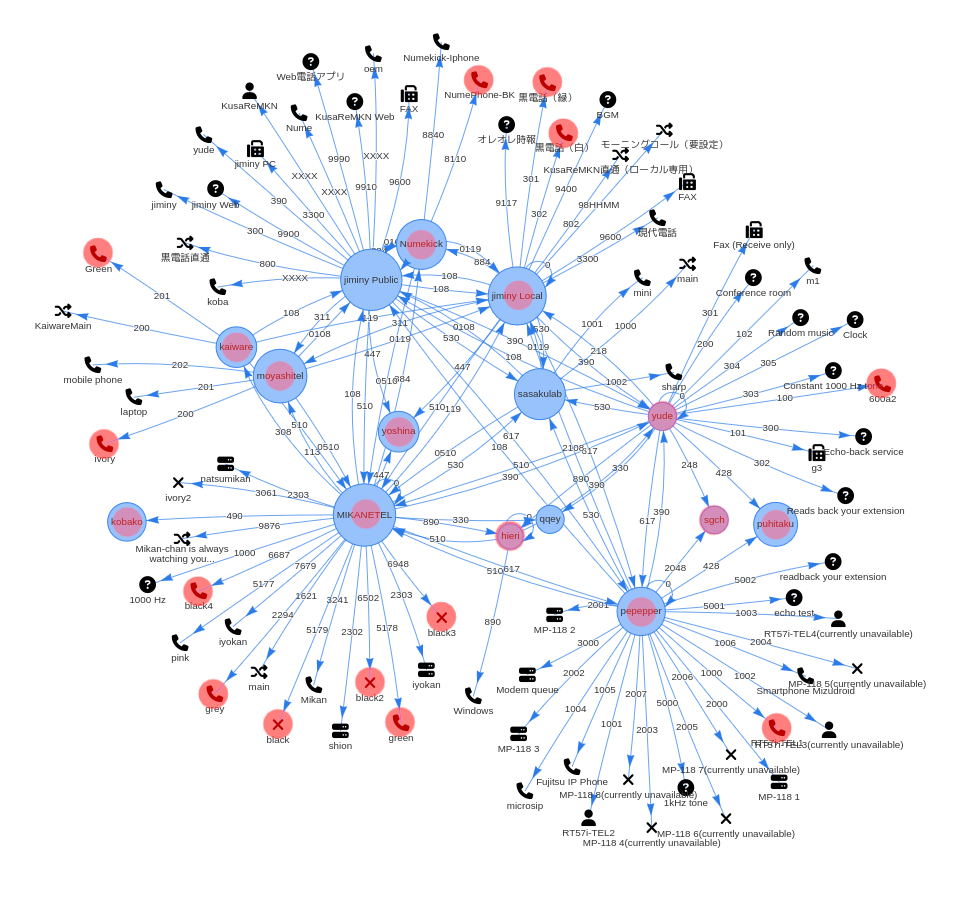 Numekick-Iphone
oem
Web電話アプリ
KusaReMKN
KusaReMKN Web
FAX
NumePhone-BK
黒電話（緑）
BGM
Nume
オレオレ時報
黒電話（白）
モーニングコール（要設定）
yude
jiminy PC
KusaReMKN直通（ローカル専用）
jiminy
jiminy Web
FAX
黒電話直通
現代電話
Fax (Receive only)
Green
koba
Numekick
jiminy Public
jiminy Local
mini
main
Conference room
m1
KaiwareMain
kaiware
Random music
Clock
mobile phone
moyashitel
sasakulab
sharp
Constant 1000 Hz tone
600a2
laptop
yude
ivory
yoshina
Echo-back service
g3
natsumikan
ivory2
Reads back your extension
kobako
MIKANETEL
qqey
hieri
sgch
puhitaku
Mikan-chan is always
watching you...
1000 Hz
black4
readback your extension
pink
iyokan
black3
MP-118 2
pepepper
echo test
RT57i-TEL4(currently unavailable)
grey
main
Mikan
black2
iyokan
Modem queue
MP-118 5(currently unavailable)
Smartphone Mizudroid
Windows
black
shion
green
MP-118 3
RT57i-TEL3(currently unavailable)
Fujitsu IP Phone
MP-118 7(currently unavailable)
microsip
MP-118 8(currently unavailable)
1kHz tone
MP-118 1
RT57i-TEL2
MP-118 4(currently unavailable)
MP-118 6(currently unavailable)
8840
8110
9990
XXXX
9910
9600
XXXX
XXXX
390
3300
300
9900
800
XXXX
301
302
9400
9117
802
98HHMM
9600
3300
0
0119
884
108
108
201
200
202
201
200
108
311
0108
119
311
0119
447
0108
530
390
108
530
0119
218
390
1001
1000
1002
530
301
102
200
304
305
303
100
0
300
101
302
248
428
447
108
510
0510
884
510
119
617
108
0510
530
510
2108
617
390
390
330
890
530
308
510
113
0510
447
0
3061
2303
490
9876
1000
6687
7679
5177
1621
2294
5179
3241
2302
6502
5178
2303
6948
890
330
510
0
510
617
890
617
390
2048
428
0
5002
5001
1003
2004
1006
1002
1000
2000
2006
2005
5000
2003
2007
1001
1005
1004
2002
3000
2001